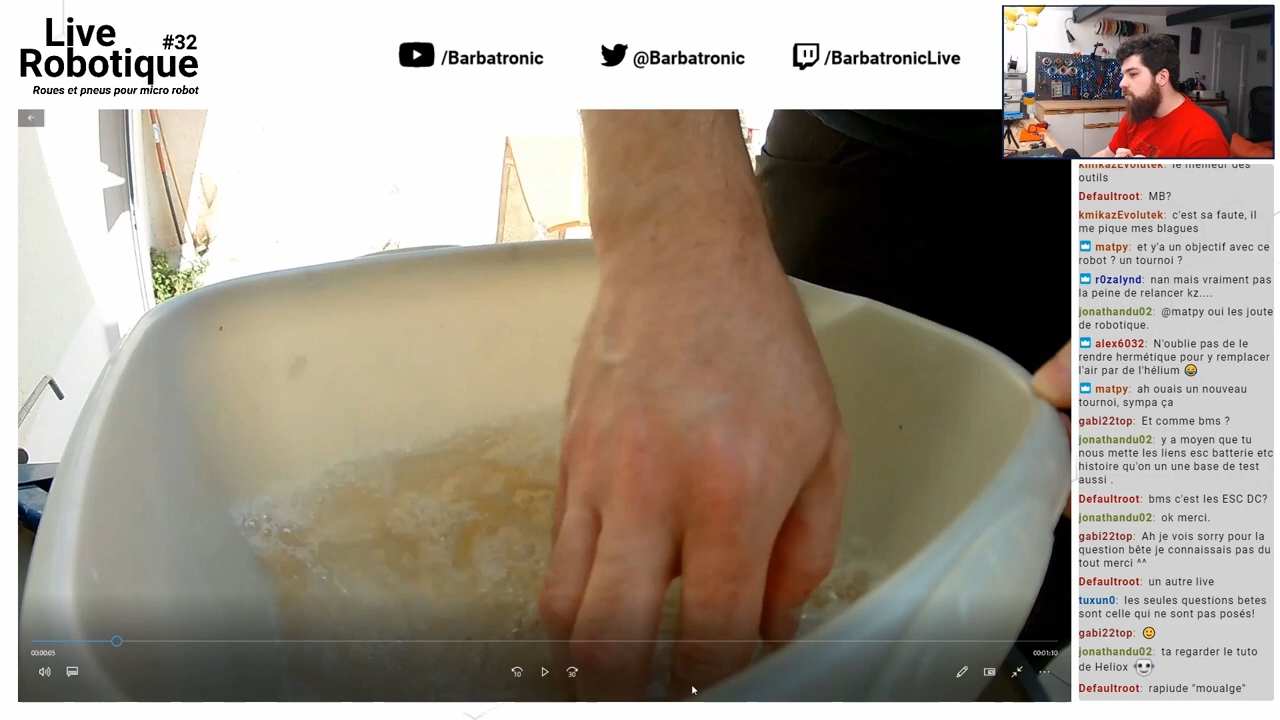 Live
Robotique
#32
Roues et pneus pour micro robot
/Barbatronic
@Barbatronic
/BarbatronicLive
kmikazEvolutek: le meilleur des
outils
Defaultroot: MB?
kmikazEvolutek: c'est sa faute, il
me pique mes blagues
matpy: et y'a un objectif avec ce
robot ? un tournoi ?
r0zalynd: nan mais vraiment pas
la peine de relancer kz....
jonathandu02: @matpy oui les joute
de robotique.
alex6032: N'oublie pas de le
rendre hermétique pour y remplacer
l'air par de l'hélium
matpy: ah ouais un nouveau
tournoi, sympa ça
gabi22top: Et comme bms ?
jonathandu02: y a moyen que tu
nous mette les liens esc batterie etc
histoire qu'on un une base de test
aussi .
Defaultroot: bms c'est les ESC DC?
jonathandu02: ok merci.
gabi22top: Ah je vois sorry pour la
question bête je connaissais pas du
tout merci ^^
Defaultroot: un autre live
tuxun0: les seules questions betes
sont celle qui ne sont pas posés!
gabi22top:
jonathandu02: ta regarder le tuto
de Heliox
Defaultroot: rapiude "moualge"
00:00:05
00:01:10
10
30